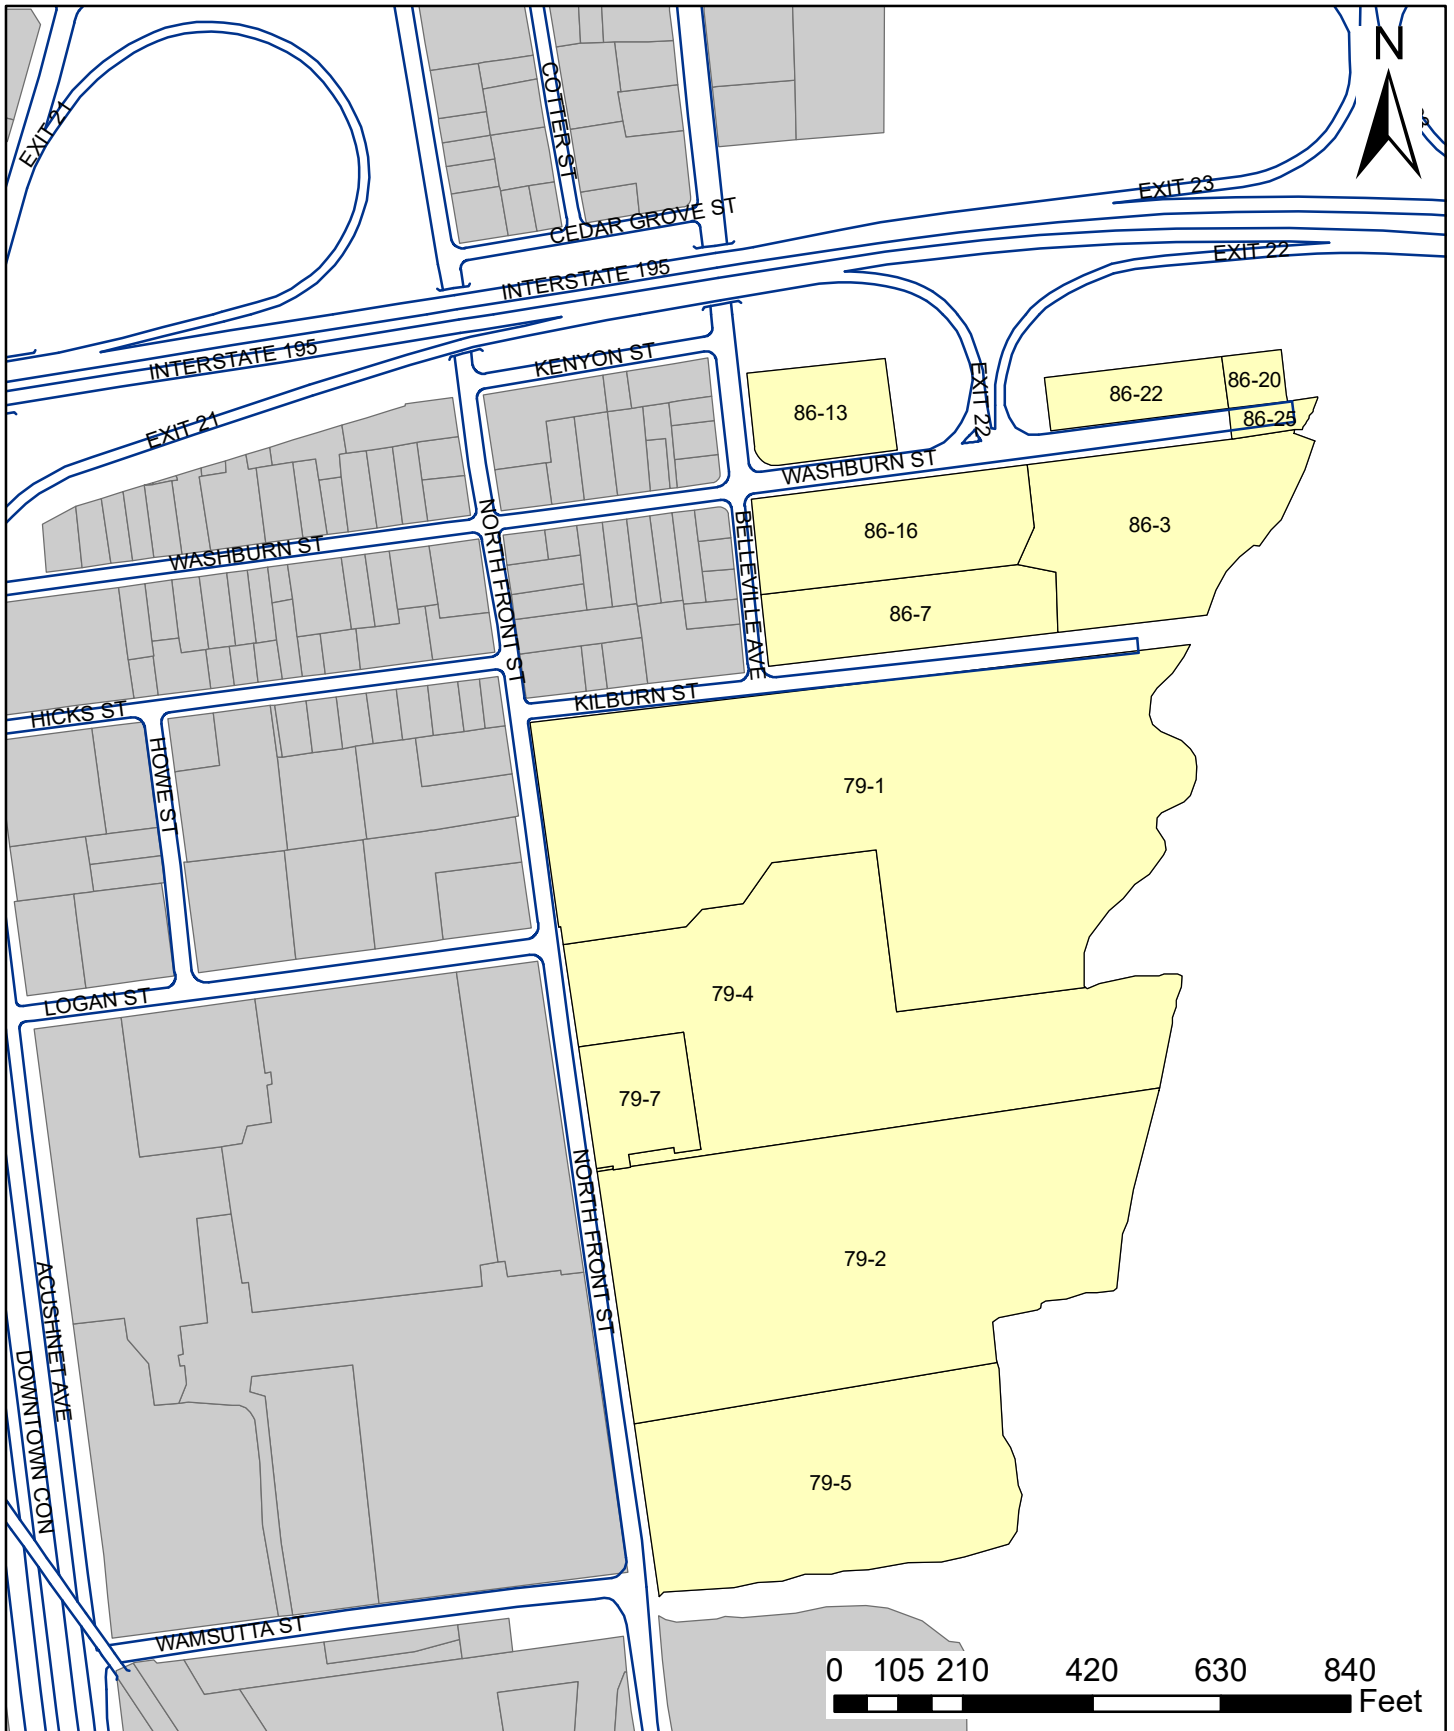 N
EXIT 21
COTTER ST
EXIT 23
CEDAR GROVE ST
EXIT 22
INTERSTATE 195
INTERSTATE 195
KENYON ST
EXIT 22
86-20
86-22
86-13
86-25
EXIT 21
WASHBURN ST
NORTH FRONT ST
BELLEVILLE AVE
86-16
86-3
WASHBURN ST
86-7
KILBURN ST
HICKS ST
HOWE ST
79-1
79-4
LOGAN ST
79-7
NORTH FRONT ST
79-2
ACUSHNET AVE
DOWNTOWN CON
79-5
WAMSUTTA ST
0 105 210 420 630 840
Feet